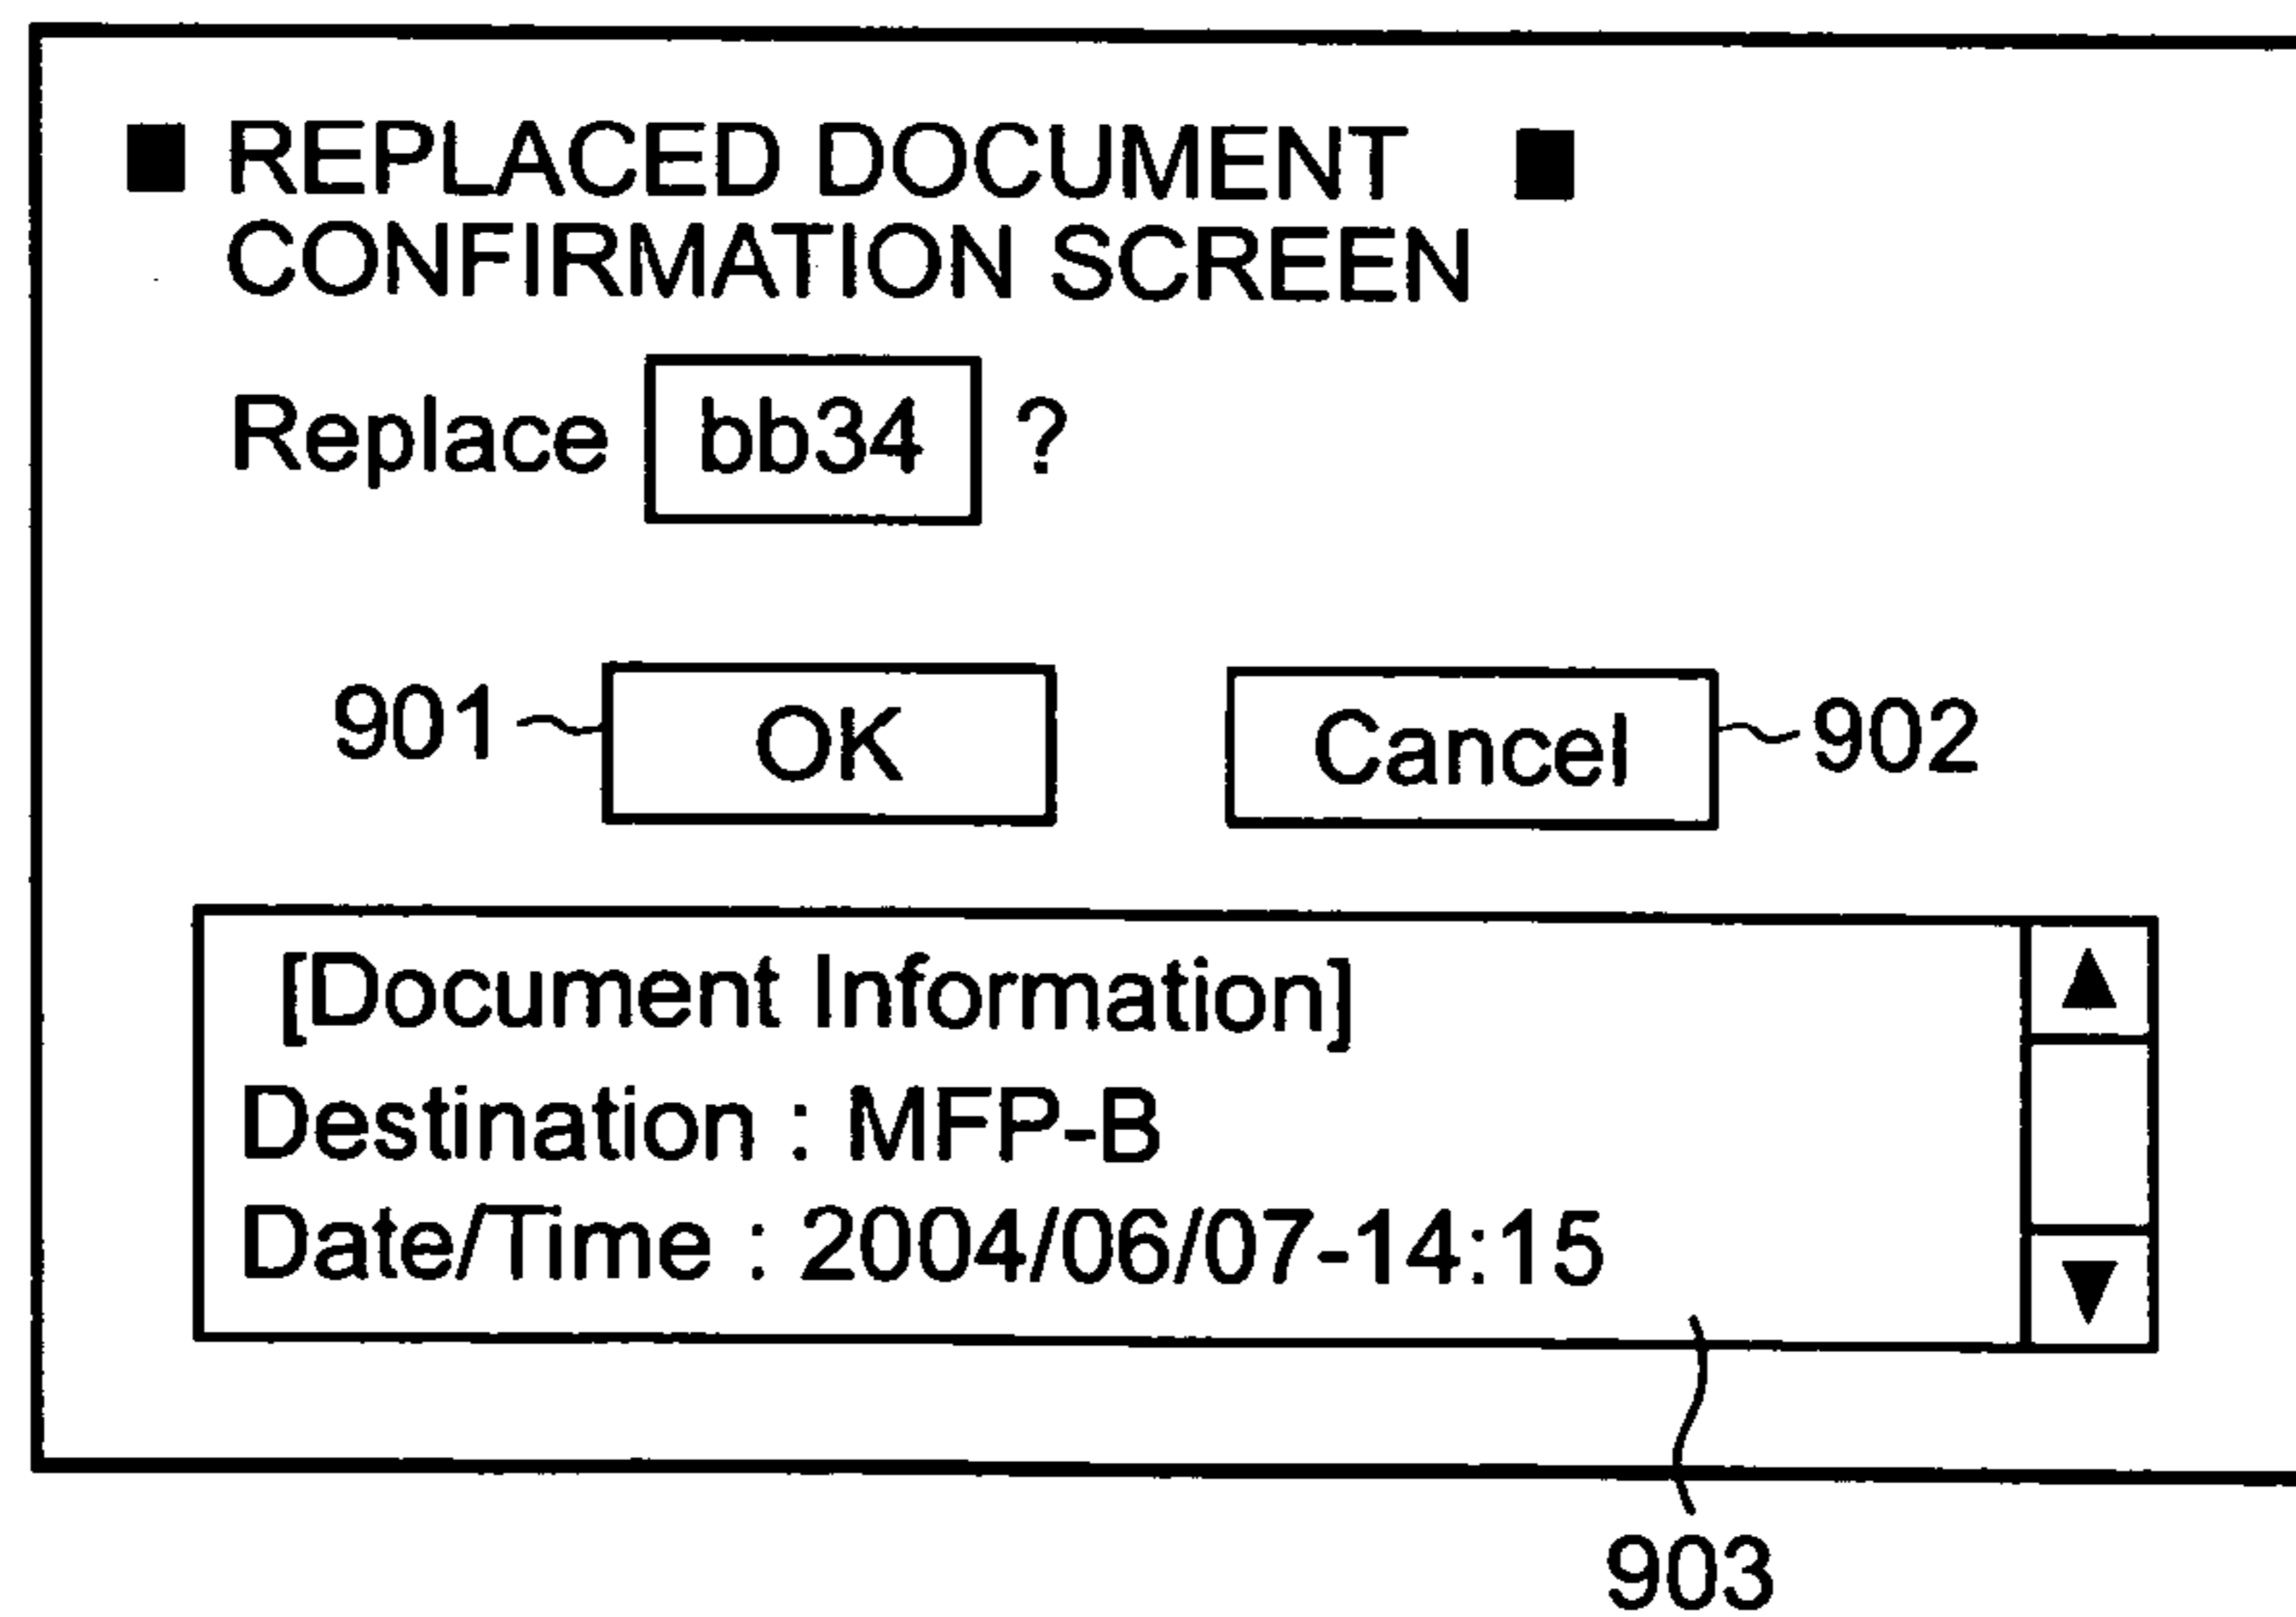 ■ REPLACED DOCUMENT ■
CONFIRMATION SCREEN
Replace bb34 ?
901 OK Cancel 902
[Document Information]
Destination : MFP-B
Date/Time : 2004/06/07-14:15
903